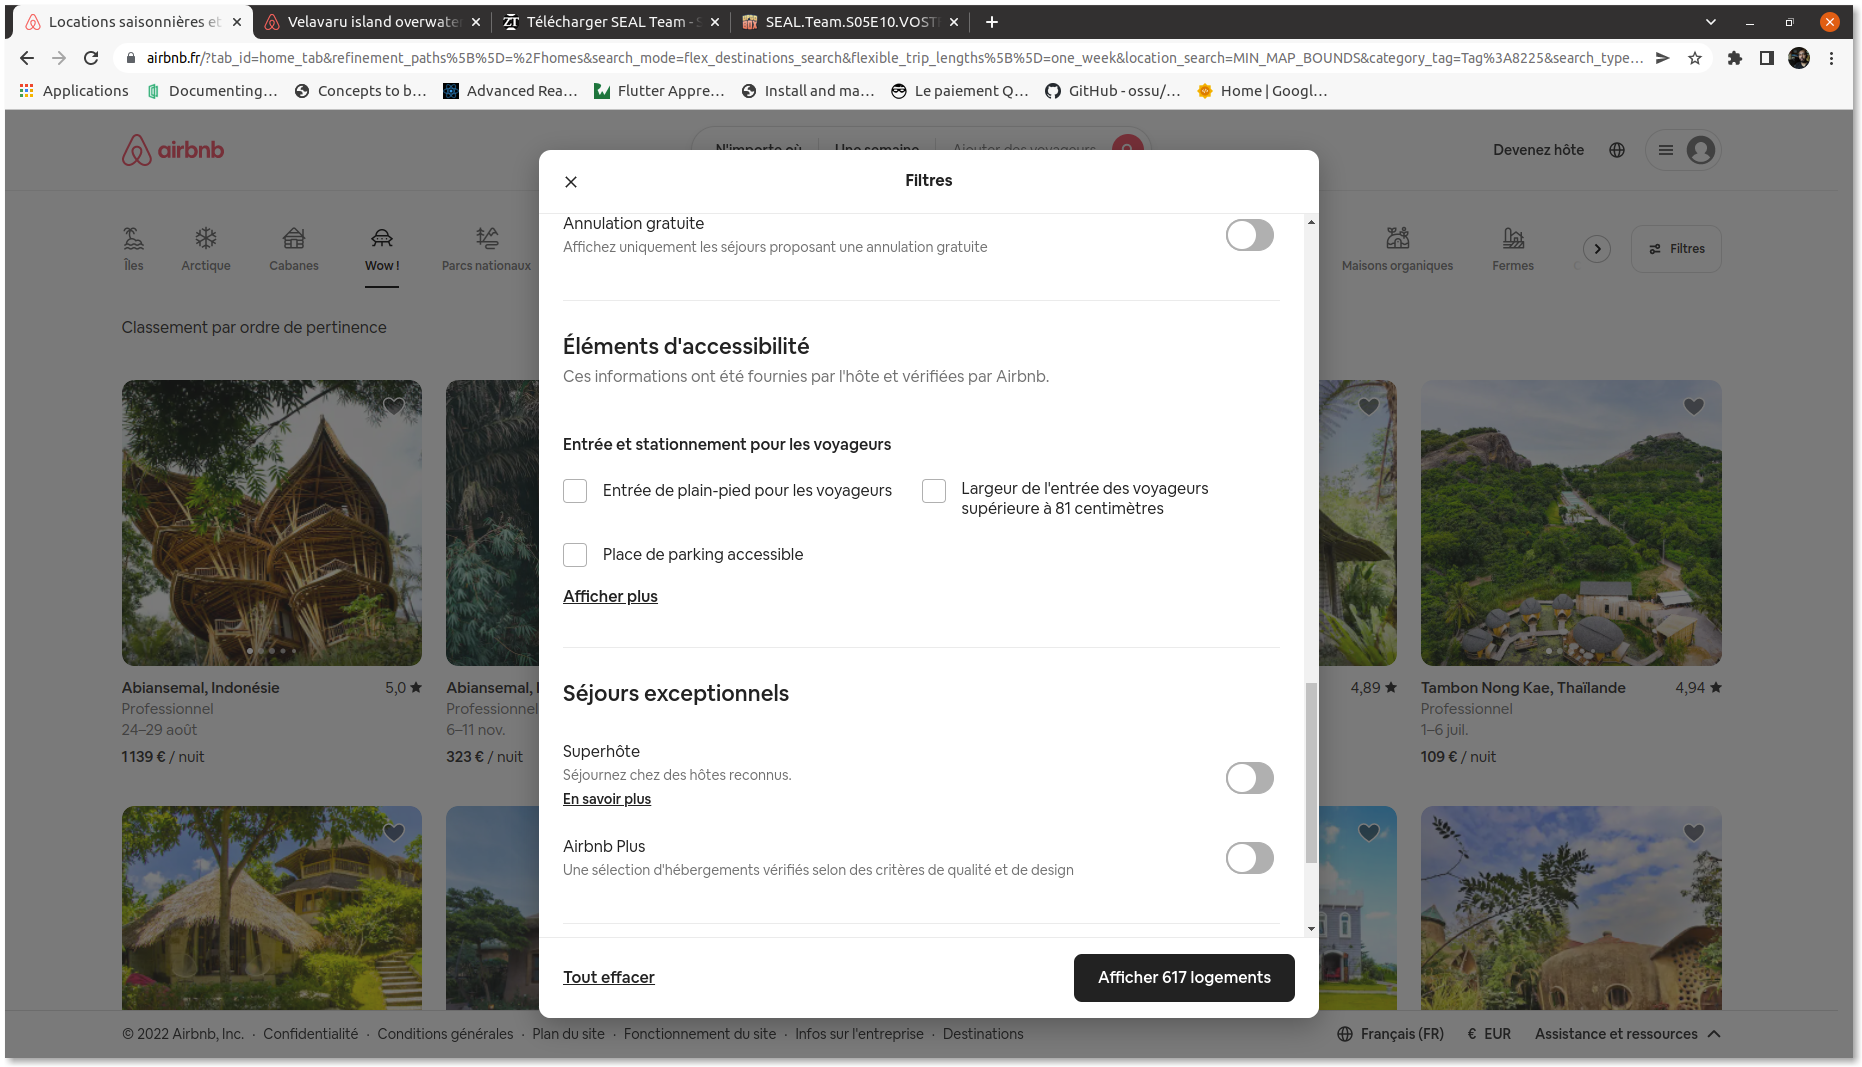 Locations saisonnières et
Velavaru island overwate
Télécharger SEAL Team - S
SEAL.Team.S05E10.VOST
airbnb.fr/?tab_id=home_tab&refinement_paths%5B%5D=%2Fhomes&search_mode=flex_destinations_search&flexible_trip_lengths%5B%5D=one_week&location_search=MIN_MAP_BOUNDS&category_tag=Tag%3A8225&search_type...
Applications
Documenting...
Concepts to b...
Advanced Rea...
Flutter Appre...
Install and ma...
Le paiement Q...
GitHub - ossu/...
Home | Googl...
airbnb
N'importe où
Une semaine
Ajouter des voyageurs
Devenez hôte
Filtres
Îles
Arctique
Cabanes
Wow !
Parcs nationaux
Maisons organiques
Fermes
Filtres
Classement par ordre de pertinence
Annulation gratuite
Affichez uniquement les séjours proposant une annulation gratuite
Éléments d'accessibilité
Ces informations ont été fournies par l'hôte et vérifiées par Airbnb.
Entrée et stationnement pour les voyageurs
Entrée de plain-pied pour les voyageurs
Largeur de l'entrée des voyageurs
supérieure à 81 centimètres
Place de parking accessible
Afficher plus
Séjours exceptionnels
Superhôte
Séjournez chez des hôtes reconnus.
En savoir plus
Airbnb Plus
Une sélection d'hébergements vérifiés selon des critères de qualité et de design
Tout effacer
Afficher 617 logements
Abiansemal, Indonésie 5,0
Professionnel
24–29 août
1 139 € / nuit
Abiansemal,
Professionnel
6–11 nov.
323 € / nuit
4,89
Tambon Nong Kae, Thaïlande 4,94
Professionnel
1–6 juil.
109 € / nuit
© 2022 Airbnb, Inc. · Confidentialité · Conditions générales · Plan du site · Fonctionnement du site · Infos sur l'entreprise · Destinations
Français (FR) € EUR Assistance et ressources